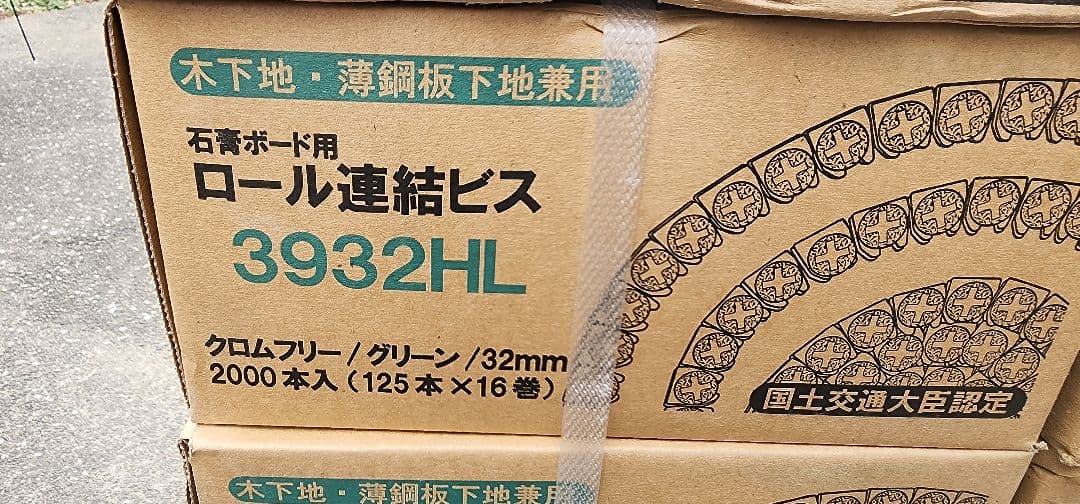 木下地・薄鋼板下地兼用
石膏ボード用
ロール連結ビス
3932HL
クロムフリー/グリーン/32mm
2000本入(125本×16巻)
国土交通大臣認定
木下地・薄鋼板下地兼用